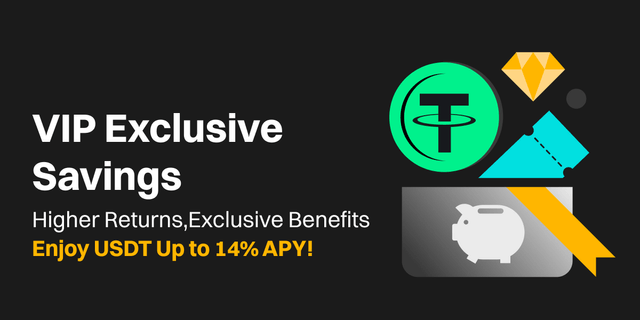 VIP Exclusive
Savings
Higher Returns,Exclusive Benefits
Enjoy USDT Up to 14% APY!